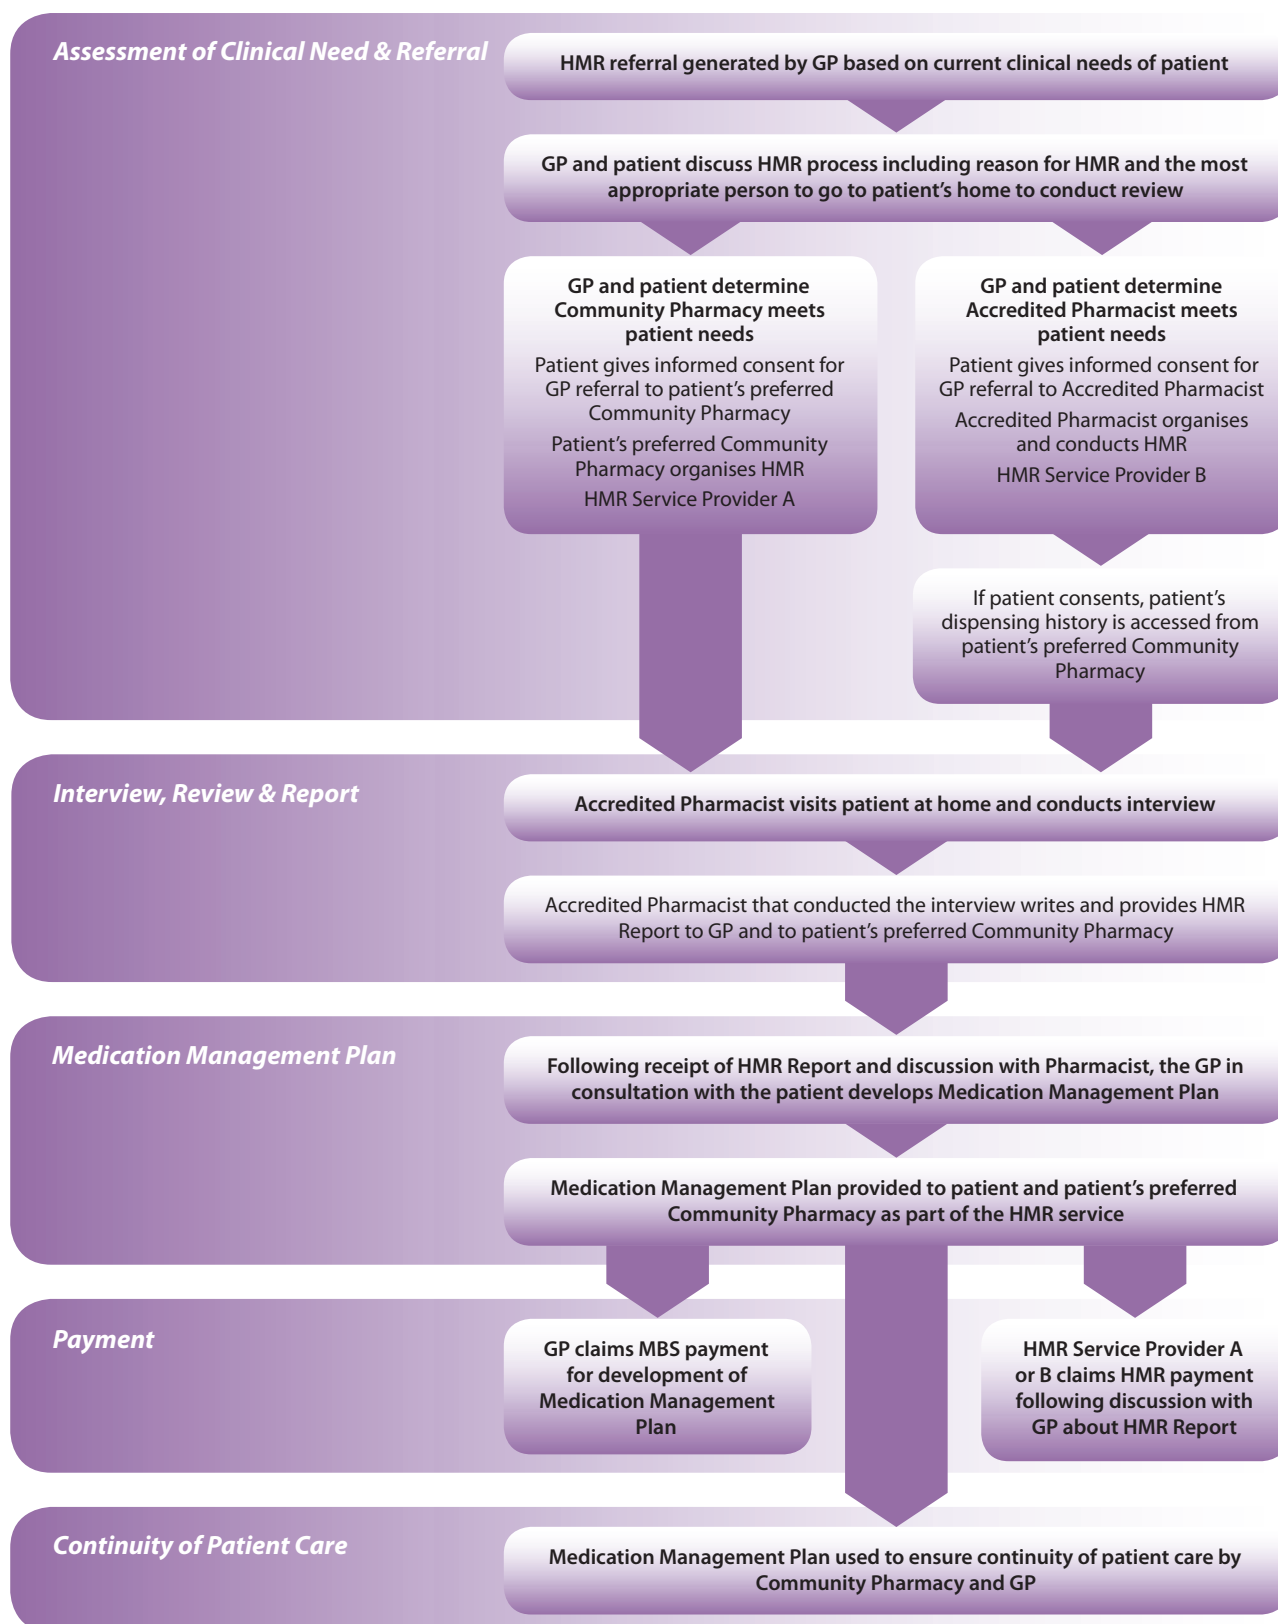 Assessment of Clinical Need & Referral
HMR referral generated by GP based on current clinical needs of patient
GP and patient discuss HMR process including reason for HMR and the most
appropriate person to go to patient’s home to conduct review
GP and patient determine
Community Pharmacy meets
patient needs
Patient gives informed consent for
GP referral to patient’s preferred
Community Pharmacy
Patient’s preferred Community
Pharmacy organises HMR
HMR Service Provider A
GP and patient determine
Accredited Pharmacist meets
patient needs
Patient gives informed consent for
GP referral to Accredited Pharmacist
Accredited Pharmacist organises
and conducts HMR
HMR Service Provider B
If patient consents, patient’s
dispensing history is accessed from
patient’s preferred Community
Pharmacy
Interview, Review & Report
Accredited Pharmacist visits patient at home and conducts interview
Accredited Pharmacist that conducted the interview writes and provides HMR
Report to GP and to patient’s preferred Community Pharmacy
Medication Management Plan
Following receipt of HMR Report and discussion with Pharmacist, the GP in
consultation with the patient develops Medication Management Plan
Medication Management Plan provided to patient and patient’s preferred
Community Pharmacy as part of the HMR service
Payment
GP claims MBS payment
for development of
Medication Management
Plan
HMR Service Provider A
or B claims HMR payment
following discussion with
GP about HMR Report
Continuity of Patient Care
Medication Management Plan used to ensure continuity of patient care by
Community Pharmacy and GP